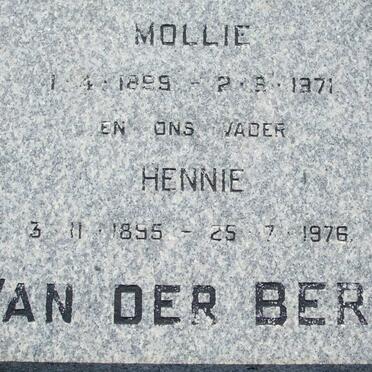 MOLLIE
1·4·1899 – 2·9·1971
EN ONS VADER
HENNIE
3·11·1895 – 25·7·1976
VAN DER BER